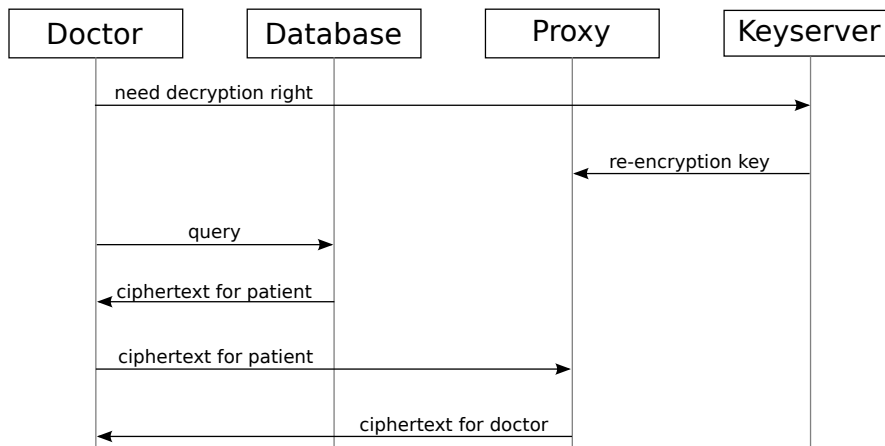 Doctor
Database
Proxy
Keyserver
need decryption right
re-encryption key
query
ciphertext for patient
ciphertext for patient
ciphertext for doctor